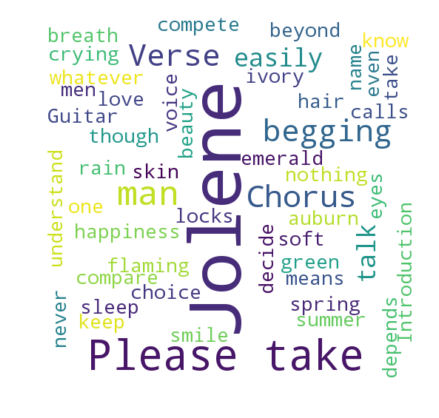 compete
breath
beyond
know
crying
Verse
easily
name
even
take
whatever
ivory
voice
beauty
men
love
hair
calls
Guitar
begging
though
Jolene
emerald
understand
rain
skin
nothing
man
Chorus
eyes
one
locks
auburn
happiness
talk
decide
soft
flaming
green
Introduction
compare
means
choice
depends
never
sleep
spring
keep
summer
smile
Please take